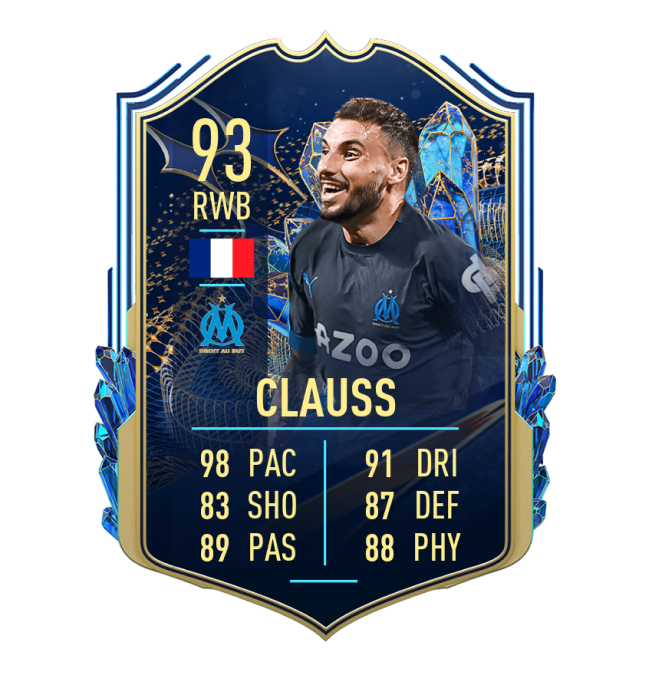 93
RWB
DROIT AU BUT
AZOO
CLAUSS
98 PAC
83 SHO
89 PAS
91 DRI
87 DEF
88 PHY